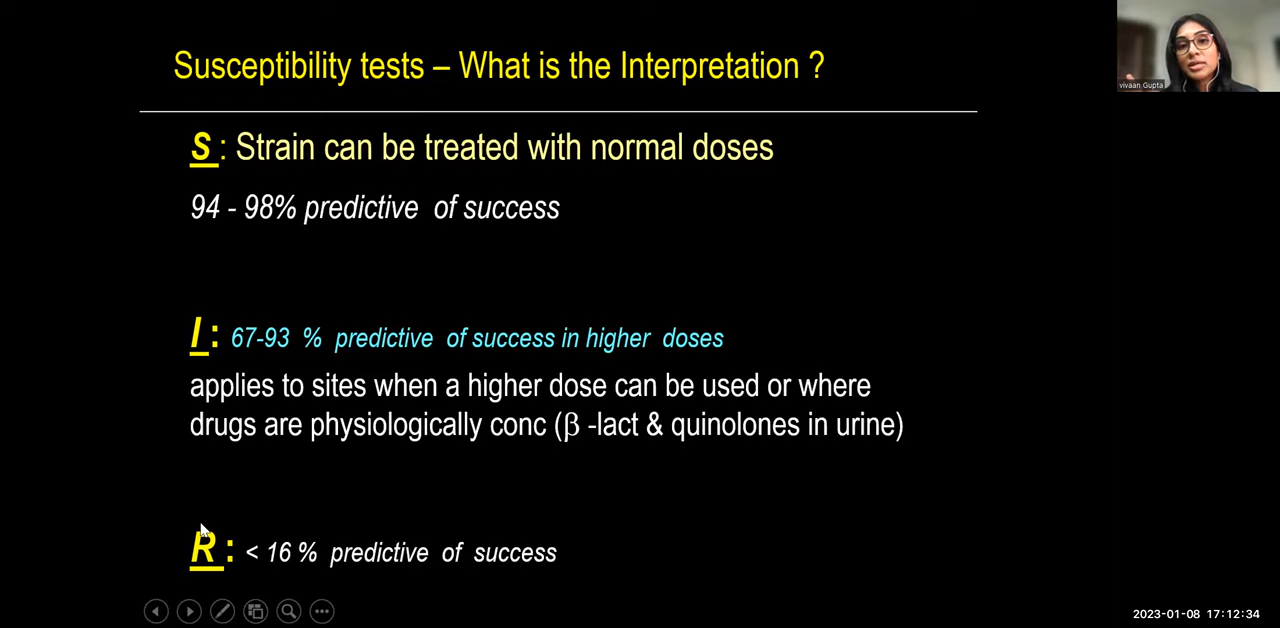 Susceptibility tests – What is the Interpretation ?
vivaan Gupta
S : Strain can be treated with normal doses
94 - 98% predictive of success
I : 67-93 % predictive of success in higher doses
applies to sites when a higher dose can be used or where
drugs are physiologically conc (β -lact & quinolones in urine)
R : < 16 % predictive of success
2023-01-08 17:12:34